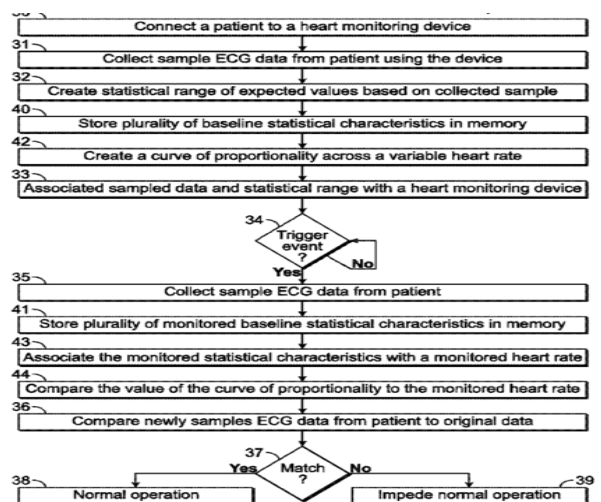 Connect a patient to a heart monitoring device
31
Collect sample ECG data from patient using the device
32
Create statistical range of expected values based on collected sample
40
Store plurality of baseline statistical characteristics in memory
42
Create a curve of proportionality across a variable heart rate
33
Associated sampled data and statistical range with a heart monitoring device
34
Trigger
event
?
No
Yes
35
Collect sample ECG data from patient
41
Store plurality of monitored baseline statistical characteristics in memory
43
Associate the monitored statistical characteristics with a monitored heart rate
44
Compare the value of the curve of proportionality to the monitored heart rate
36
Compare newly samples ECG data from patient to original data
37
Yes
Match
?
No
38
Normal operation
39
Impede normal operation